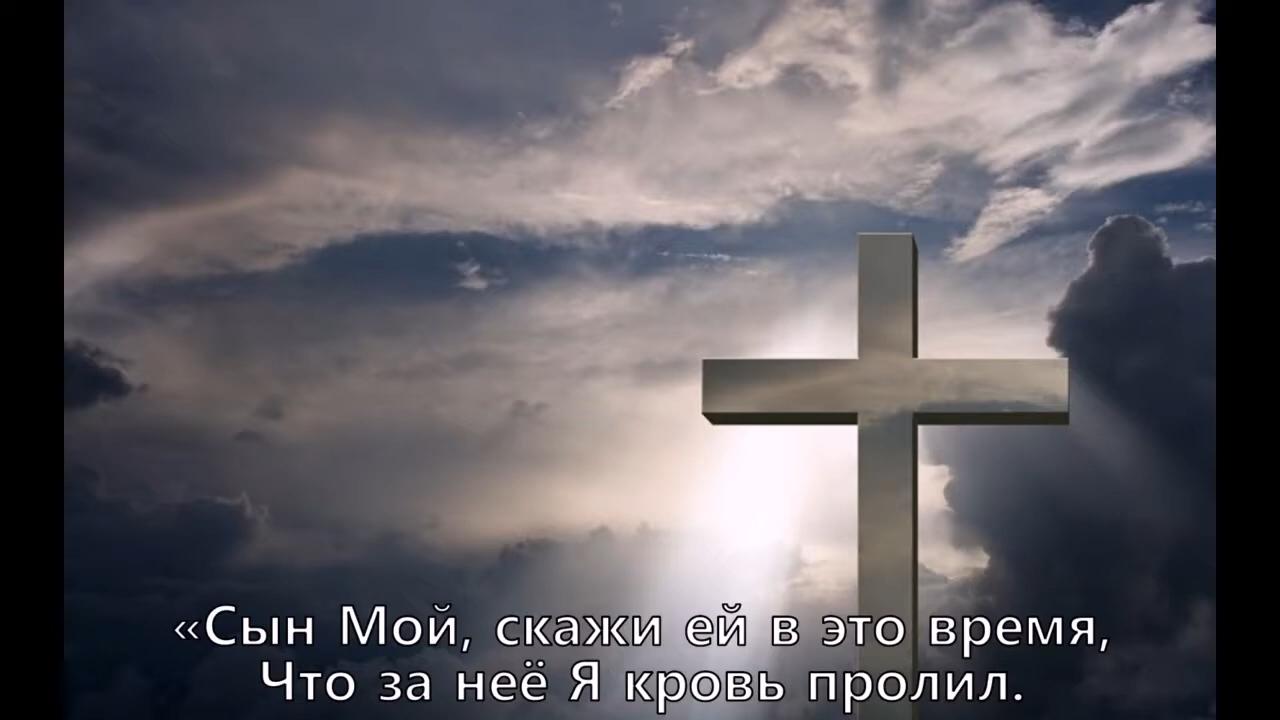 «Сын Мой, скажи ей в это время,
Что за неё Я кровь пролил.